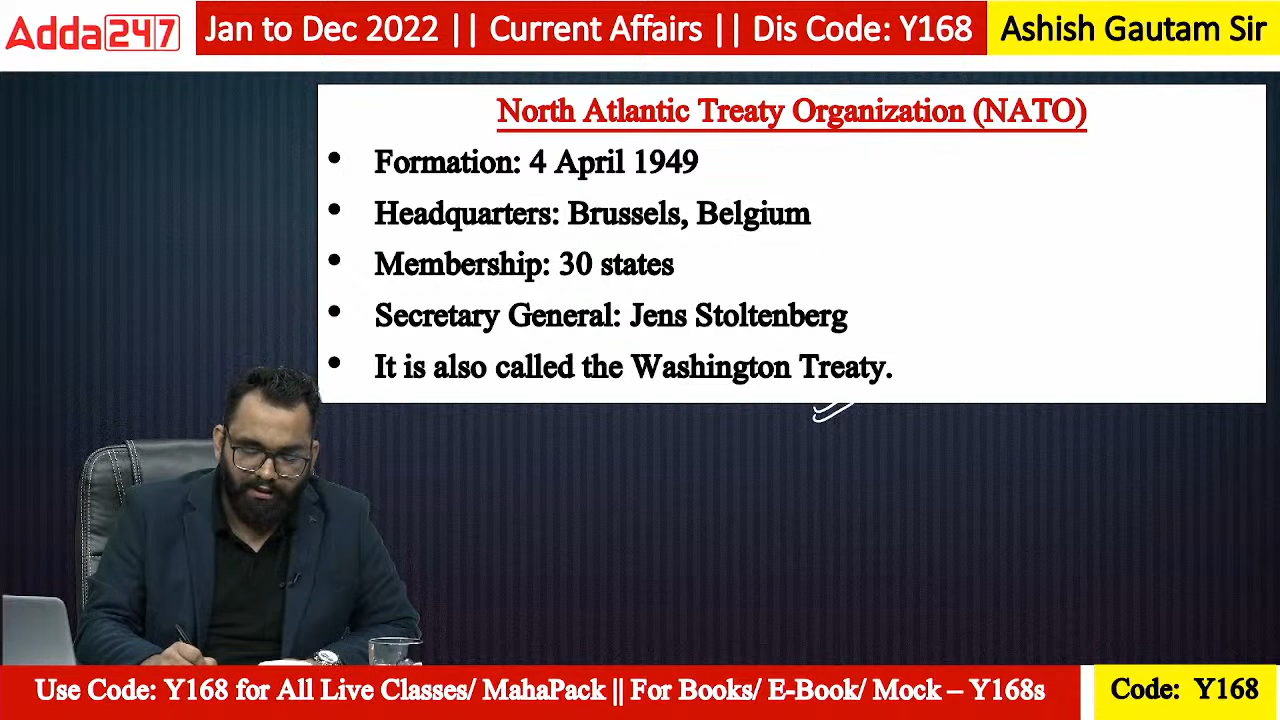 Adda247
Jan to Dec 2022 || Current Affairs || Dis Code: Y168
Ashish Gautam Sir
North Atlantic Treaty Organization (NATO)
• Formation: 4 April 1949
• Headquarters: Brussels, Belgium
• Membership: 30 states
• Secretary General: Jens Stoltenberg
• It is also called the Washington Treaty.
Use Code: Y168 for All Live Classes/ MahaPack || For Books/ E-Book/ Mock – Y168s
Code: Y168